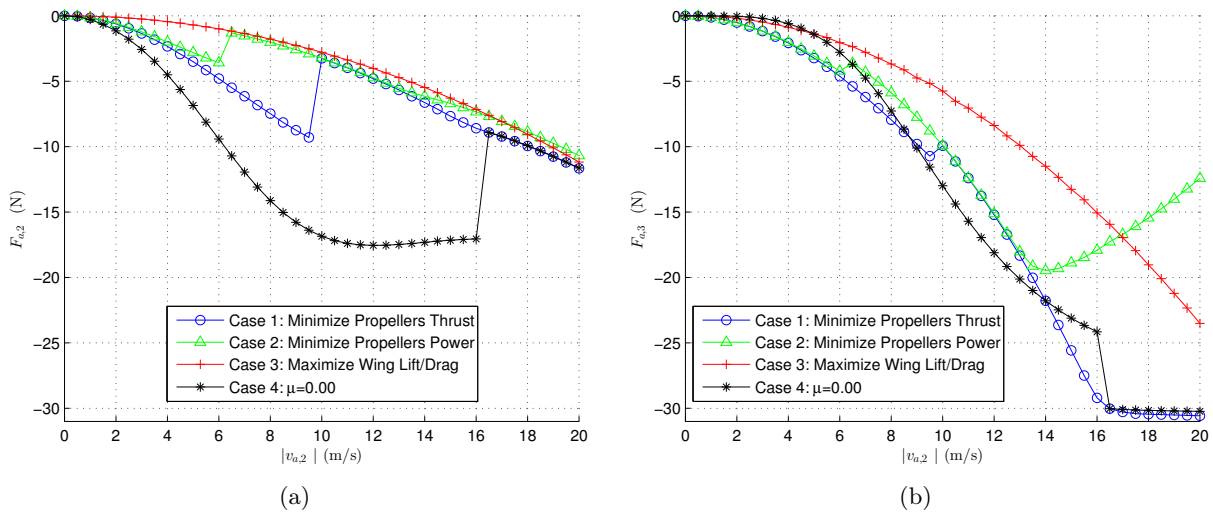 0
−5
−10
−15
−20
−25
−30
F_{a,2} (N)
0 2 4 6 8 10 12 14 16 18 20
|v_{a,2}| (m/s)
Case 1: Minimize Propellers Thrust
Case 2: Minimize Propellers Power
Case 3: Maximize Wing Lift/Drag
Case 4: μ=0.00
(a)
0
−5
−10
−15
−20
−25
−30
F_{a,3} (N)
0 2 4 6 8 10 12 14 16 18 20
|v_{a,2}| (m/s)
Case 1: Minimize Propellers Thrust
Case 2: Minimize Propellers Power
Case 3: Maximize Wing Lift/Drag
Case 4: μ=0.00
(b)